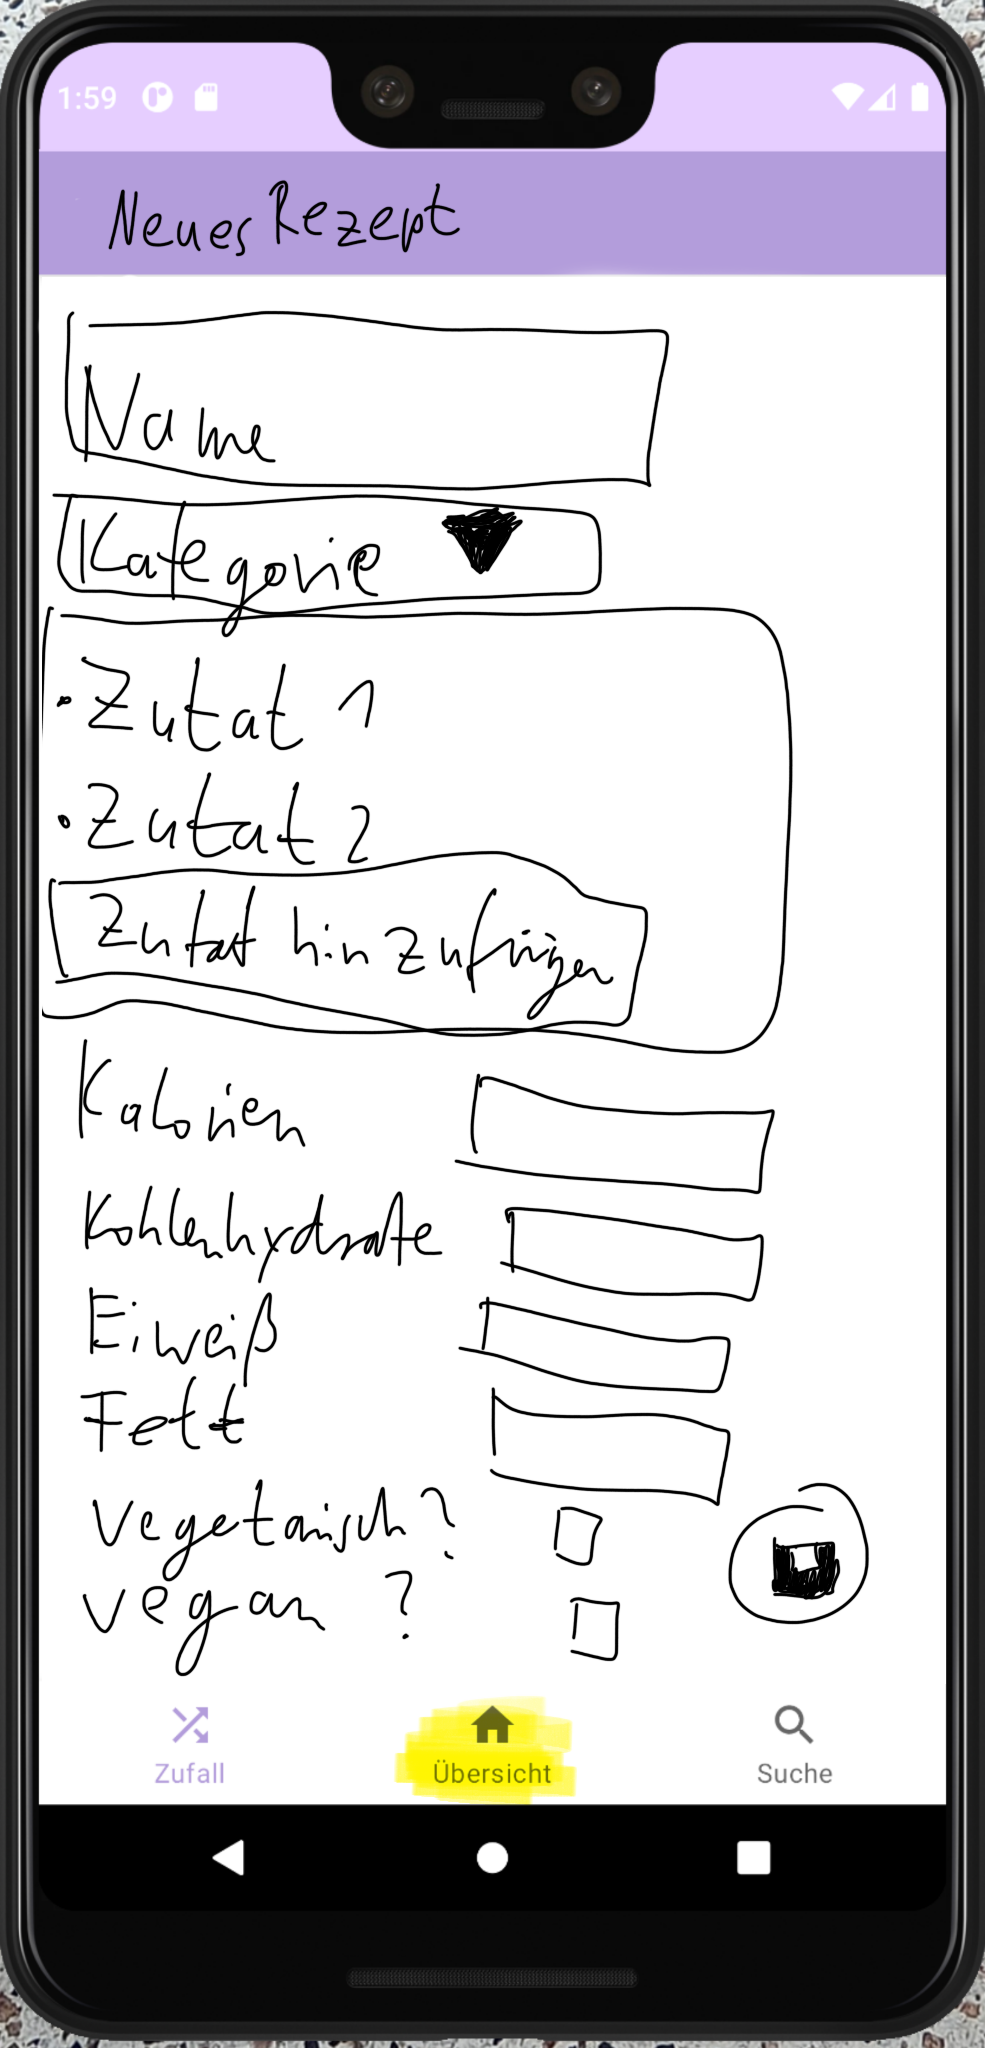 1:59
Neues Rezept
Name
Kategorie
• Zutat 1
• Zutat 2
Zutat hinzufügen
Kalorien
Kohlenhydrate
Eiweiß
Fett
Vegetarisch?
vegan?
Zufall
Übersicht
Suche